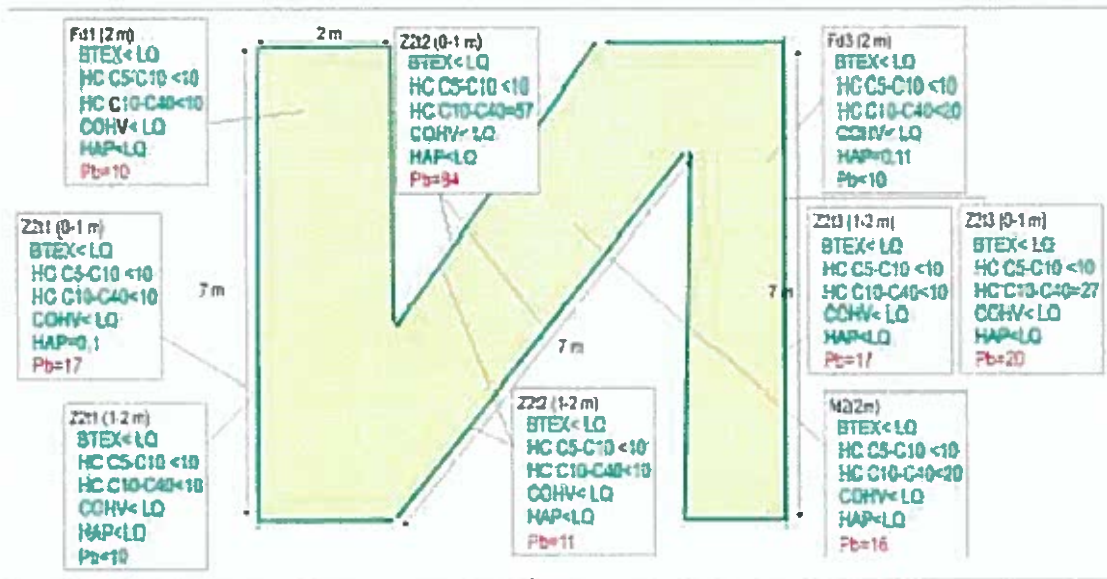 Fd1 (2 m)
BTEX< LQ
HC C5-C10 <10
HC C10-C40<10
COHV< LQ
HAP<LQ
Pb=10
2 m
Z2t2 (0-1 m)
BTEX< LQ
HC C5-C10 <10
HC C10-C40=57
COHV< LQ
HAP<LQ
Pb=94
Fd3 (2 m)
BTEX< LQ
HC C5-C10 <10
HC C10-C40<20
COHV< LQ
HAP=0,11
Pb<10
Z2t1 (0-1 m)
BTEX< LQ
HC C5-C10 <10
HC C10-C40<10
COHV< LQ
HAP=0,1
Pb=17
7 m
7 m
7 m
Z2t3 (1-2 m)
BTEX< LQ
HC C5-C10 <10
HC C10-C40<10
COHV< LQ
HAP<LQ
Pb=17
Z2t3 (0-1 m)
BTEX< LQ
HC C5-C10 <10
HC C10-C40=27
COHV< LQ
HAP<LQ
Pb=20
Z2t1 (1-2 m)
BTEX< LQ
HC C5-C10 <10
HC C10-C40<10
COHV< LQ
HAP<LQ
Pb<10
Z2t2 (1-2 m)
BTEX< LQ
HC C5-C10 <10
HC C10-C40<10
COHV< LQ
HAP<LQ
Pb=11
M2(2m)
BTEX< LQ
HC C5-C10 <10
HC C10-C40<20
COHV< LQ
HAP<LQ
Pb=16